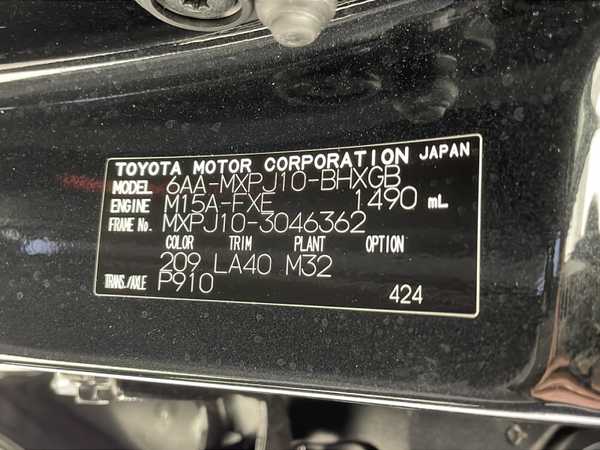 TOYOTA MOTOR CORPORATION JAPAN
MODEL 6AA-MXPJ10-BHXGB
ENGINE M15A-FXE 1490 mL
FRAME No. MXPJ10-3046362
COLOR TRIM PLANT OPTION
209 LA40 M32
TRANS./AXLE P910
424